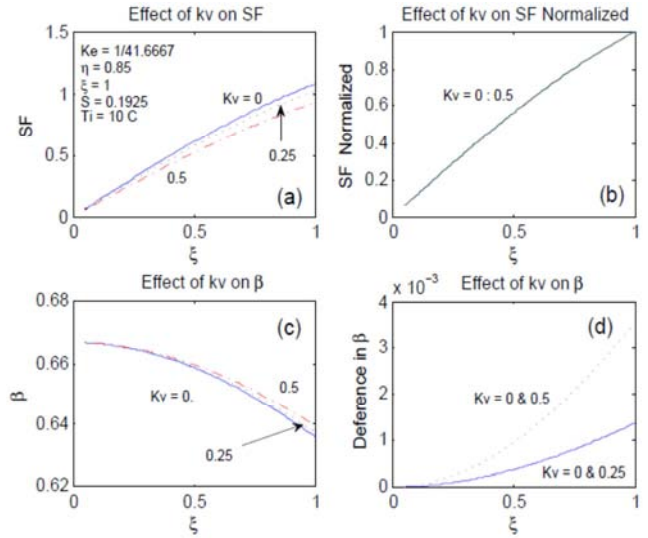 Effect of kv on SF
1.5
1
0.5
0
SF
Ke = 1/41.6667
η = 0.85
ξ = 1
S = 0.1925
Ti = 10 C
Kv = 0
0.25
0.5
(a)
0
0.5
1
ξ
Effect of kv on SF Normalized
1
0.8
0.6
0.4
0.2
0
SF Normalized
Kv = 0 : 0.5
(b)
0
0.5
1
ξ
Effect of kv on β
0.68
0.66
0.64
0.62
β
(c)
Kv = 0.
0.5
0.25
0
0.5
1
ξ
Effect of kv on β
x 10⁻³
4
3
2
1
0
Deference in β
(d)
Kv = 0 & 0.5
Kv = 0 & 0.25
0
0.5
1
ξ